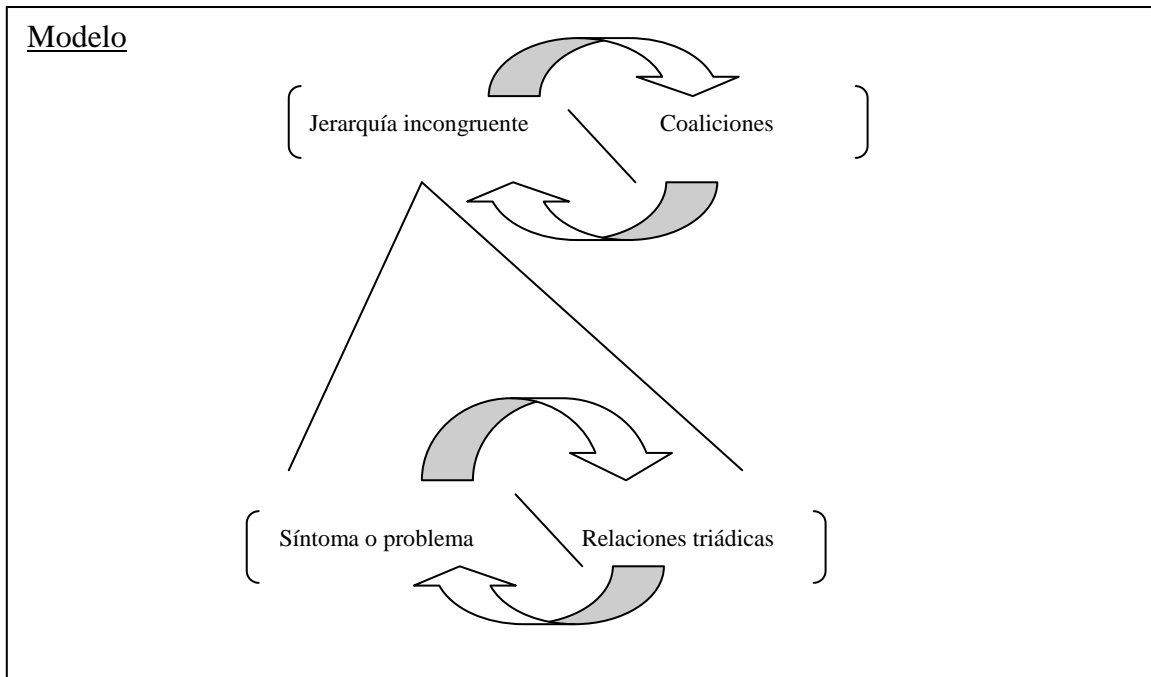 Modelo
Jerarquía incongruente Coaliciones
Síntoma o problema Relaciones triádicas